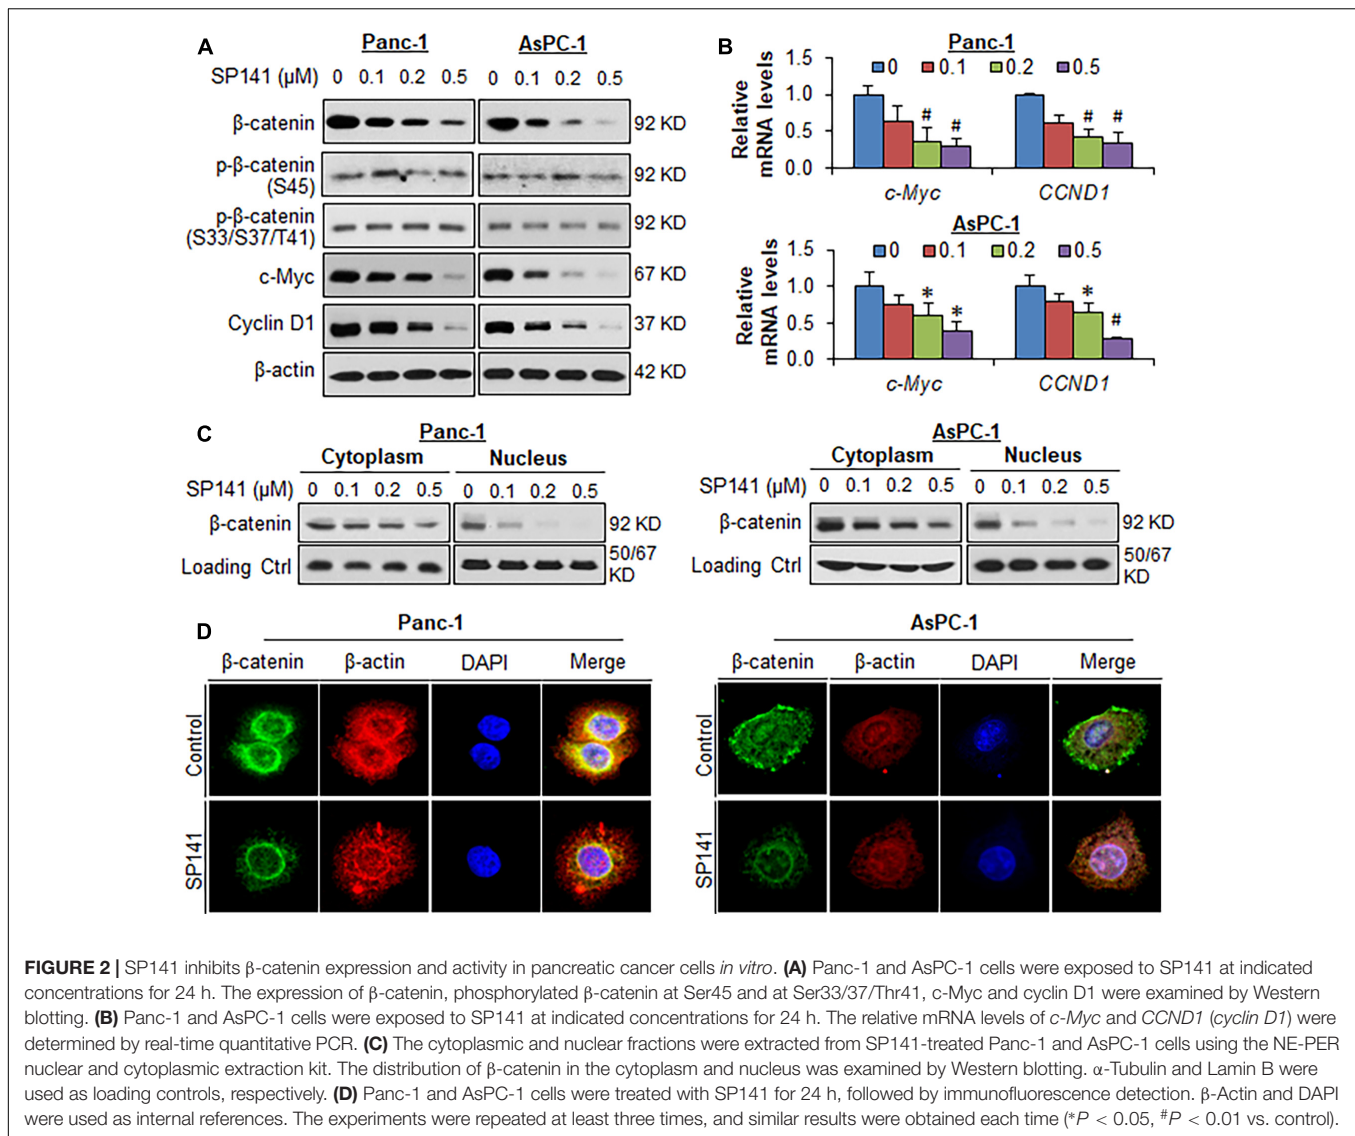 A
Panc-1 AsPC-1
SP141 (µM) 0 0.1 0.2 0.5 0 0.1 0.2 0.5
β-catenin 92 KD
p-β-catenin
(S45) 92 KD
p-β-catenin
(S33/S37/T41) 92 KD
c-Myc 67 KD
Cyclin D1 37 KD
β-actin 42 KD
B
Panc-1
0 0.1 0.2 0.5
Relative
mRNA levels
1.5
1.0
0.5
0.0
# # # #
c-Myc CCND1
AsPC-1
0 0.1 0.2 0.5
Relative
mRNA levels
1.5
1.0
0.5
0.0
* * * #
c-Myc CCND1
C
Panc-1
Cytoplasm Nucleus
SP141 (µM) 0 0.1 0.2 0.5 0 0.1 0.2 0.5
β-catenin 92 KD
Loading Ctrl 50/67
KD
AsPC-1
Cytoplasm Nucleus
SP141 (µM) 0 0.1 0.2 0.5 0 0.1 0.2 0.5
β-catenin 92 KD
Loading Ctrl 50/67
KD
D
Panc-1
β-catenin β-actin DAPI Merge
Control
SP141
AsPC-1
β-catenin β-actin DAPI Merge
Control
SP141
FIGURE 2 | SP141 inhibits β-catenin expression and activity in pancreatic cancer cells in vitro. (A) Panc-1 and AsPC-1 cells were exposed to SP141 at indicated
concentrations for 24 h. The expression of β-catenin, phosphorylated β-catenin at Ser45 and at Ser33/37/Thr41, c-Myc and cyclin D1 were examined by Western
blotting. (B) Panc-1 and AsPC-1 cells were exposed to SP141 at indicated concentrations for 24 h. The relative mRNA levels of c-Myc and CCND1 (cyclin D1) were
determined by real-time quantitative PCR. (C) The cytoplasmic and nuclear fractions were extracted from SP141-treated Panc-1 and AsPC-1 cells using the NE-PER
nuclear and cytoplasmic extraction kit. The distribution of β-catenin in the cytoplasm and nucleus was examined by Western blotting. α-Tubulin and Lamin B were
used as loading controls, respectively. (D) Panc-1 and AsPC-1 cells were treated with SP141 for 24 h, followed by immunofluorescence detection. β-Actin and DAPI
were used as internal references. The experiments were repeated at least three times, and similar results were obtained each time (*P < 0.05, #P < 0.01 vs. control).